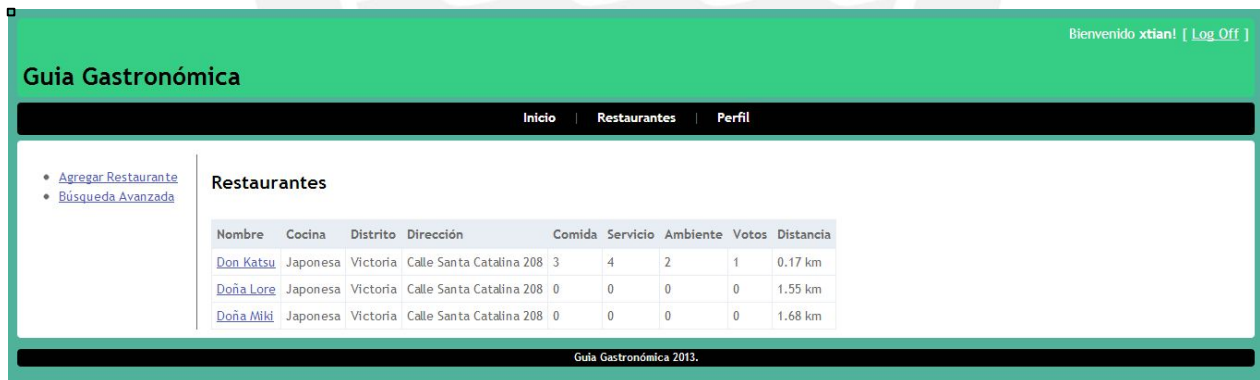 Bienvenido xtian! [ Log Off ]
Guia Gastronómica
Inicio | Restaurantes | Perfil
Agregar Restaurante
Búsqueda Avanzada
Restaurantes
Nombre Cocina Distrito Dirección Comida Servicio Ambiente Votos Distancia
Don Katsu Japonesa Victoria Calle Santa Catalina 208 3 4 2 1 0.17 km
Doña Lore Japonesa Victoria Calle Santa Catalina 208 0 0 0 0 1.55 km
Doña Miki Japonesa Victoria Calle Santa Catalina 208 0 0 0 0 1.68 km
Guia Gastronómica 2013.